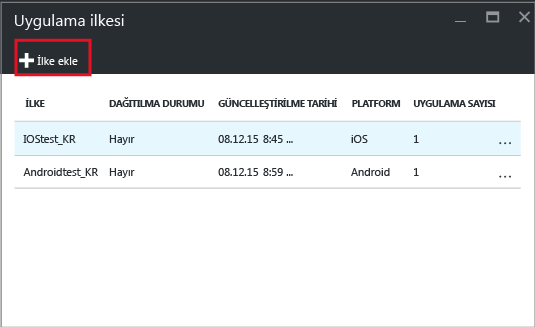 Uygulama ilkesi
İlke ekle
İLKE DAĞITILMA DURUMU GÜNCELLEŞTİRİLME TARİHİ PLATFORM UYGULAMA SAYISI
IOStest_KR Hayır 08.12.15 8:45 ... iOS 1 ...
Androidtest_KR Hayır 08.12.15 8:59 ... Android 1 ...